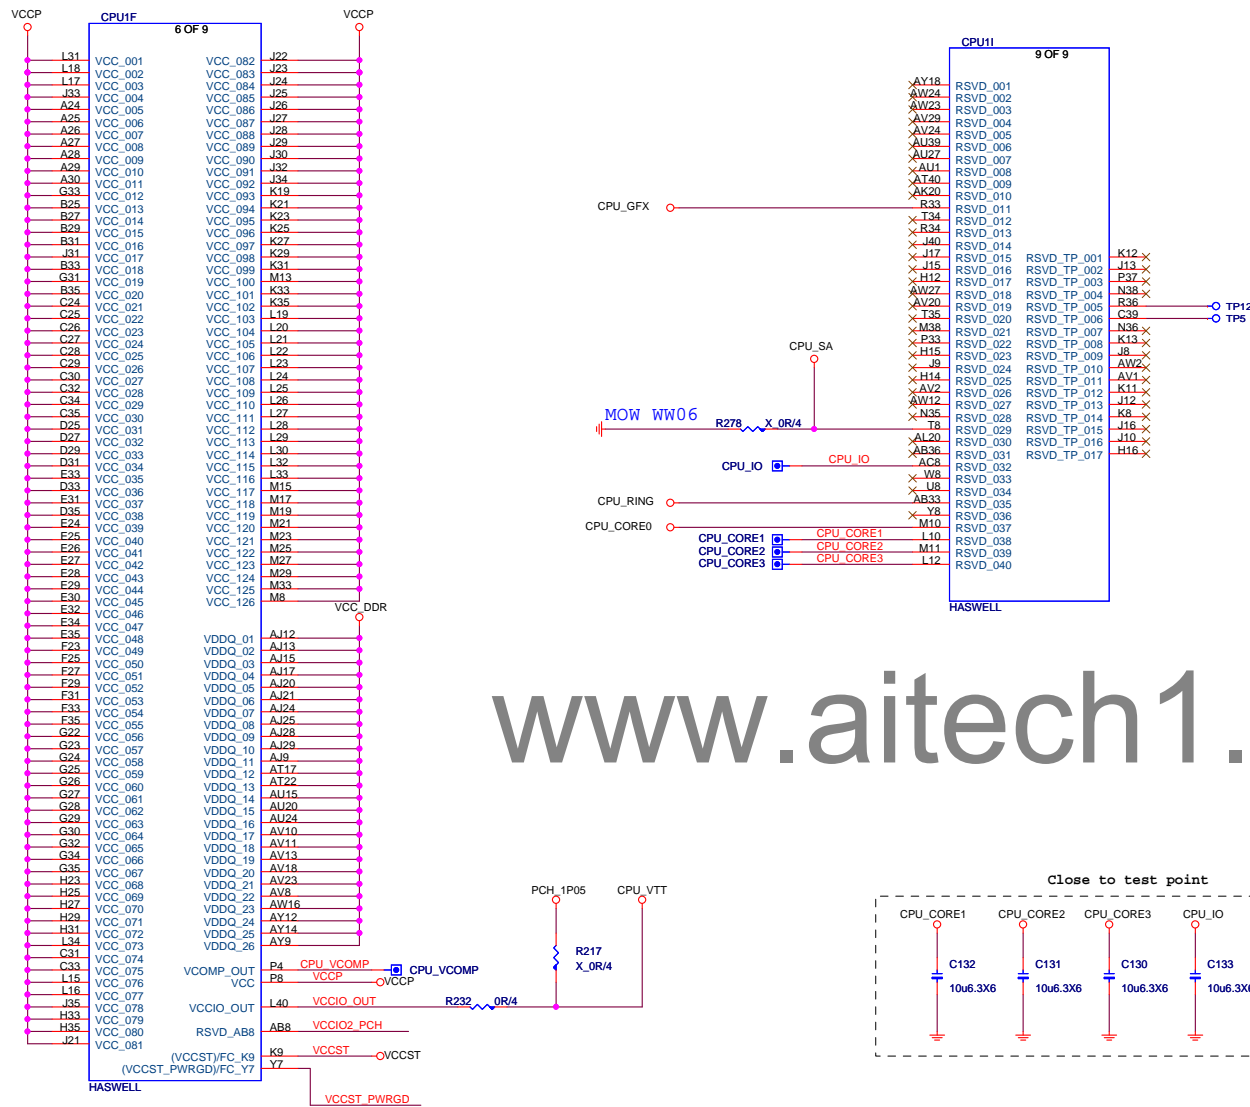 VCCP CPU1F VCCP
6 OF 9
L31 VCC_001 VCC_082 J22
L18 VCC_002 VCC_083 J23
L17 VCC_003 VCC_084 J24
J33 VCC_004 VCC_085 J25
A24 VCC_005 VCC_086 J26
A25 VCC_006 VCC_087 J27
A26 VCC_007 VCC_088 J28
A27 VCC_008 VCC_089 J29
A28 VCC_009 VCC_090 J30
A29 VCC_010 VCC_091 J32
A30 VCC_011 VCC_092 J34
G33 VCC_012 VCC_093 K19
B25 VCC_013 VCC_094 K21
B27 VCC_014 VCC_095 K23
B29 VCC_015 VCC_096 K25
B31 VCC_016 VCC_097 K27
J31 VCC_017 VCC_098 K29
B33 VCC_018 VCC_099 K31
G31 VCC_019 VCC_100 M13
B35 VCC_020 VCC_101 K33
C24 VCC_021 VCC_102 K35
C25 VCC_022 VCC_103 L19
C26 VCC_023 VCC_104 L20
C27 VCC_024 VCC_105 L21
C28 VCC_025 VCC_106 L22
C29 VCC_026 VCC_107 L23
C30 VCC_027 VCC_108 L24
C32 VCC_028 VCC_109 L25
C34 VCC_029 VCC_110 L26
C35 VCC_030 VCC_111 L27
D25 VCC_031 VCC_112 L28
D27 VCC_032 VCC_113 L29
D29 VCC_033 VCC_114 L30
D31 VCC_034 VCC_115 L32
E33 VCC_035 VCC_116 L33
D33 VCC_036 VCC_117 M15
E31 VCC_037 VCC_118 M17
D35 VCC_038 VCC_119 M19
E24 VCC_039 VCC_120 M21
E25 VCC_040 VCC_121 M23
E26 VCC_041 VCC_122 M25
E27 VCC_042 VCC_123 M27
E28 VCC_043 VCC_124 M29
E29 VCC_044 VCC_125 M33
E30 VCC_045 VCC_126 M8
E32 VCC_046 VCC_DDR
E34 VCC_047
E35 VCC_048 VDDQ_01 AJ12
F23 VCC_049 VDDQ_02 AJ13
F25 VCC_050 VDDQ_03 AJ15
F27 VCC_051 VDDQ_04 AJ17
F29 VCC_052 VDDQ_05 AJ20
F31 VCC_053 VDDQ_06 AJ21
F33 VCC_054 VDDQ_07 AJ24
F35 VCC_055 VDDQ_08 AJ25
G22 VCC_056 VDDQ_09 AJ28
G23 VCC_057 VDDQ_10 AJ29
G24 VCC_058 VDDQ_11 AJ9
G25 VCC_059 VDDQ_12 AT17
G26 VCC_060 VDDQ_13 AT22
G27 VCC_061 VDDQ_14 AU15
G28 VCC_062 VDDQ_15 AU20
G29 VCC_063 VDDQ_16 AU24
G30 VCC_064 VDDQ_17 AV10
G32 VCC_065 VDDQ_18 AV11
G34 VCC_066 VDDQ_19 AV13
G35 VCC_067 VDDQ_20 AV18
H23 VCC_068 VDDQ_21 AV23
H25 VCC_069 VDDQ_22 AV8
H27 VCC_070 VDDQ_23 AW16
H29 VCC_071 VDDQ_24 AY12
H31 VCC_072 VDDQ_25 AY14
L34 VCC_073 VDDQ_26 AY9
C31 VCC_074
C33 VCC_075 VCOMP_OUT P4 CPU_VCOMP CPU_VCOMP
L15 VCC_076 VCC P8 VCCP VCCP
L16 VCC_077
J35 VCC_078 VCCIO_OUT L40 VCCIO_OUT R232 0R/4
H33 VCC_079
H35 VCC_080 RSVD_AB8 AB8 VCCIO2_PCH
J21 VCC_081
(VCCST)/FC_K9 K9 VCCST VCCST
(VCCST_PWRGD)/FC_Y7 Y7
HASWELL
VCCST_PWRGD
PCH_1P05 CPU_VTT
R217
X_0R/4
CPU1I
9 OF 9
AY18 RSVD_001
AW24 RSVD_002
AW23 RSVD_003
AV29 RSVD_004
AV24 RSVD_005
AU39 RSVD_006
AU27 RSVD_007
AU1 RSVD_008
AT40 RSVD_009
AK20 RSVD_010
CPU_GFX R33 RSVD_011
T34 RSVD_012
R34 RSVD_013
J40 RSVD_014
J17 RSVD_015 RSVD_TP_001 K12
J15 RSVD_016 RSVD_TP_002 J13
H12 RSVD_017 RSVD_TP_003 P37
AW27 RSVD_018 RSVD_TP_004 N38
AV20 RSVD_019 RSVD_TP_005 R36 TP12
T35 RSVD_020 RSVD_TP_006 C39 TP5
M38 RSVD_021 RSVD_TP_007 N36
P33 RSVD_022 RSVD_TP_008 K13
H15 RSVD_023 RSVD_TP_009 J8
J9 RSVD_024 RSVD_TP_010 AW2
H14 RSVD_025 RSVD_TP_011 AV1
AV2 RSVD_026 RSVD_TP_012 K11
AW12 RSVD_027 RSVD_TP_013 J12
N35 RSVD_028 RSVD_TP_014 K8
T8 RSVD_029 RSVD_TP_015 J16
AL20 RSVD_030 RSVD_TP_016 J10
AB36 RSVD_031 RSVD_TP_017 H16
CPU_SA
MOW WW06
R278 X_0R/4
CPU_IO CPU_IO AC8 RSVD_032
W8 RSVD_033
U8 RSVD_034
CPU_RING AB33 RSVD_035
Y8 RSVD_036
CPU_CORE0 M10 RSVD_037
CPU_CORE1 CPU_CORE1 L10 RSVD_038
CPU_CORE2 CPU_CORE2 M11 RSVD_039
CPU_CORE3 CPU_CORE3 L12 RSVD_040
HASWELL
www.aitech1.
Close to test point
CPU_CORE1 CPU_CORE2 CPU_CORE3 CPU_IO
C132 C131 C130 C133
10u6.3X6 10u6.3X6 10u6.3X6 10u6.3X6